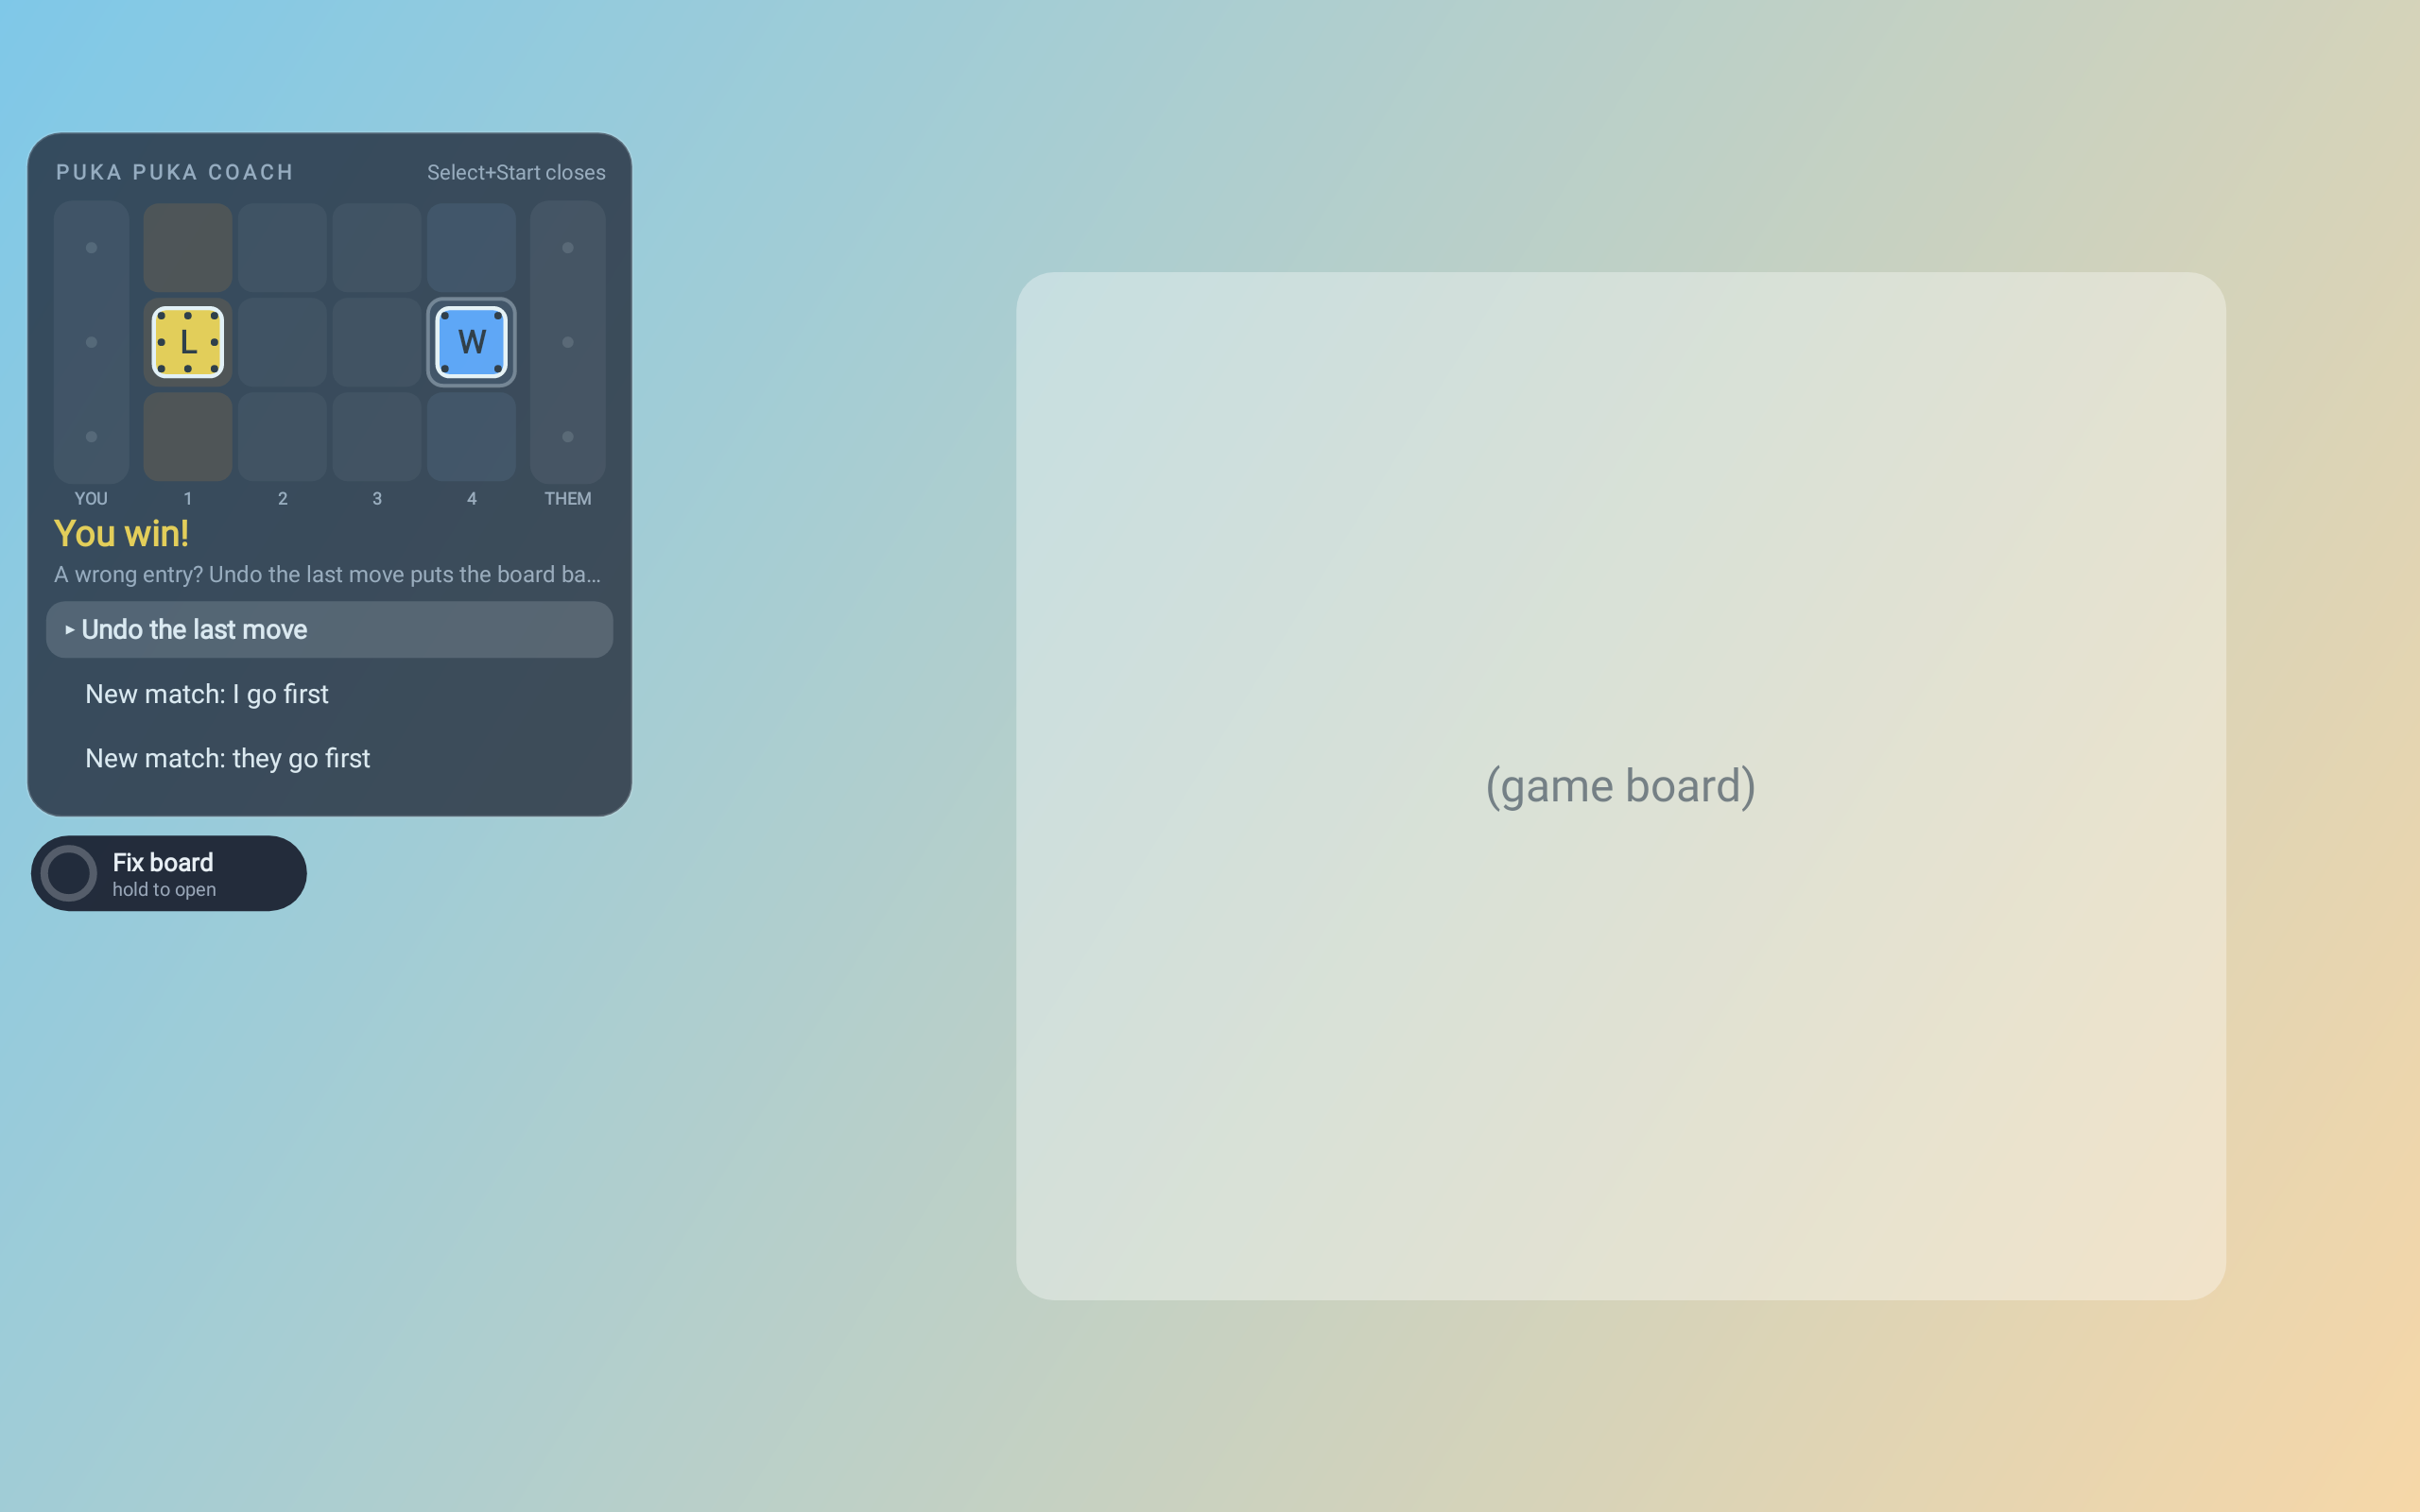 PUKA PUKA COACH Select+Start closes
L W
YOU 1 2 3 4 THEM
You win!
A wrong entry? Undo the last move puts the board ba...
▸ Undo the last move
New match: I go first
New match: they go first
Fix board
hold to open
(game board)